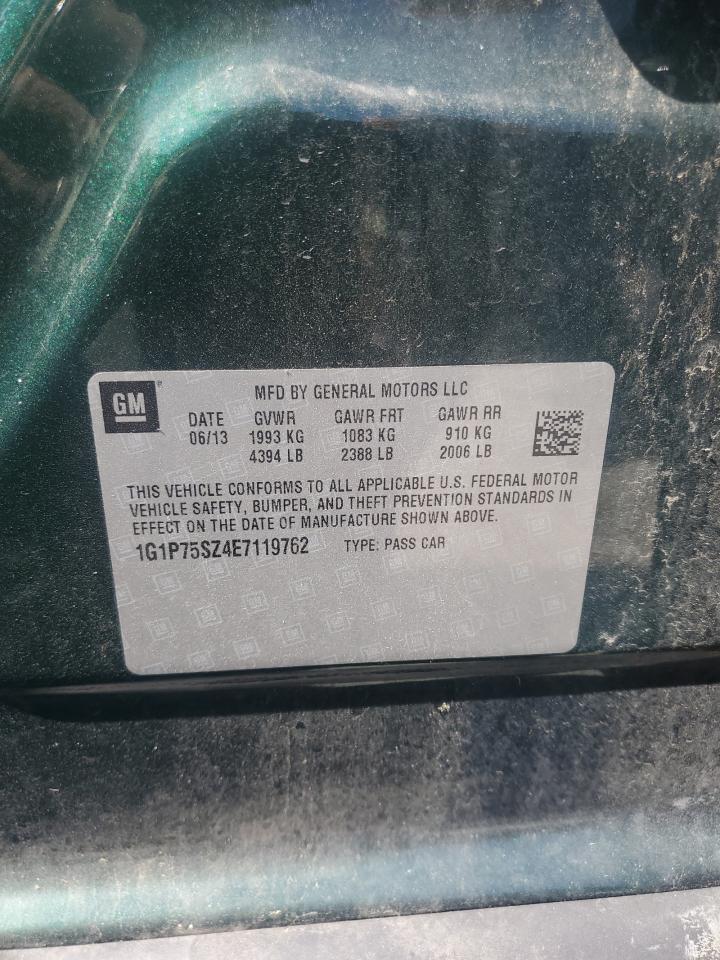 GM
MFD BY GENERAL MOTORS LLC
DATE GVWR GAWR FRT GAWR RR
06/13 1993 KG 1083 KG 910 KG
4394 LB 2388 LB 2006 LB
THIS VEHICLE CONFORMS TO ALL APPLICABLE U.S. FEDERAL MOTOR
VEHICLE SAFETY, BUMPER, AND THEFT PREVENTION STANDARDS IN
EFFECT ON THE DATE OF MANUFACTURE SHOWN ABOVE.
1G1P75SZ4E7119762 TYPE: PASS CAR